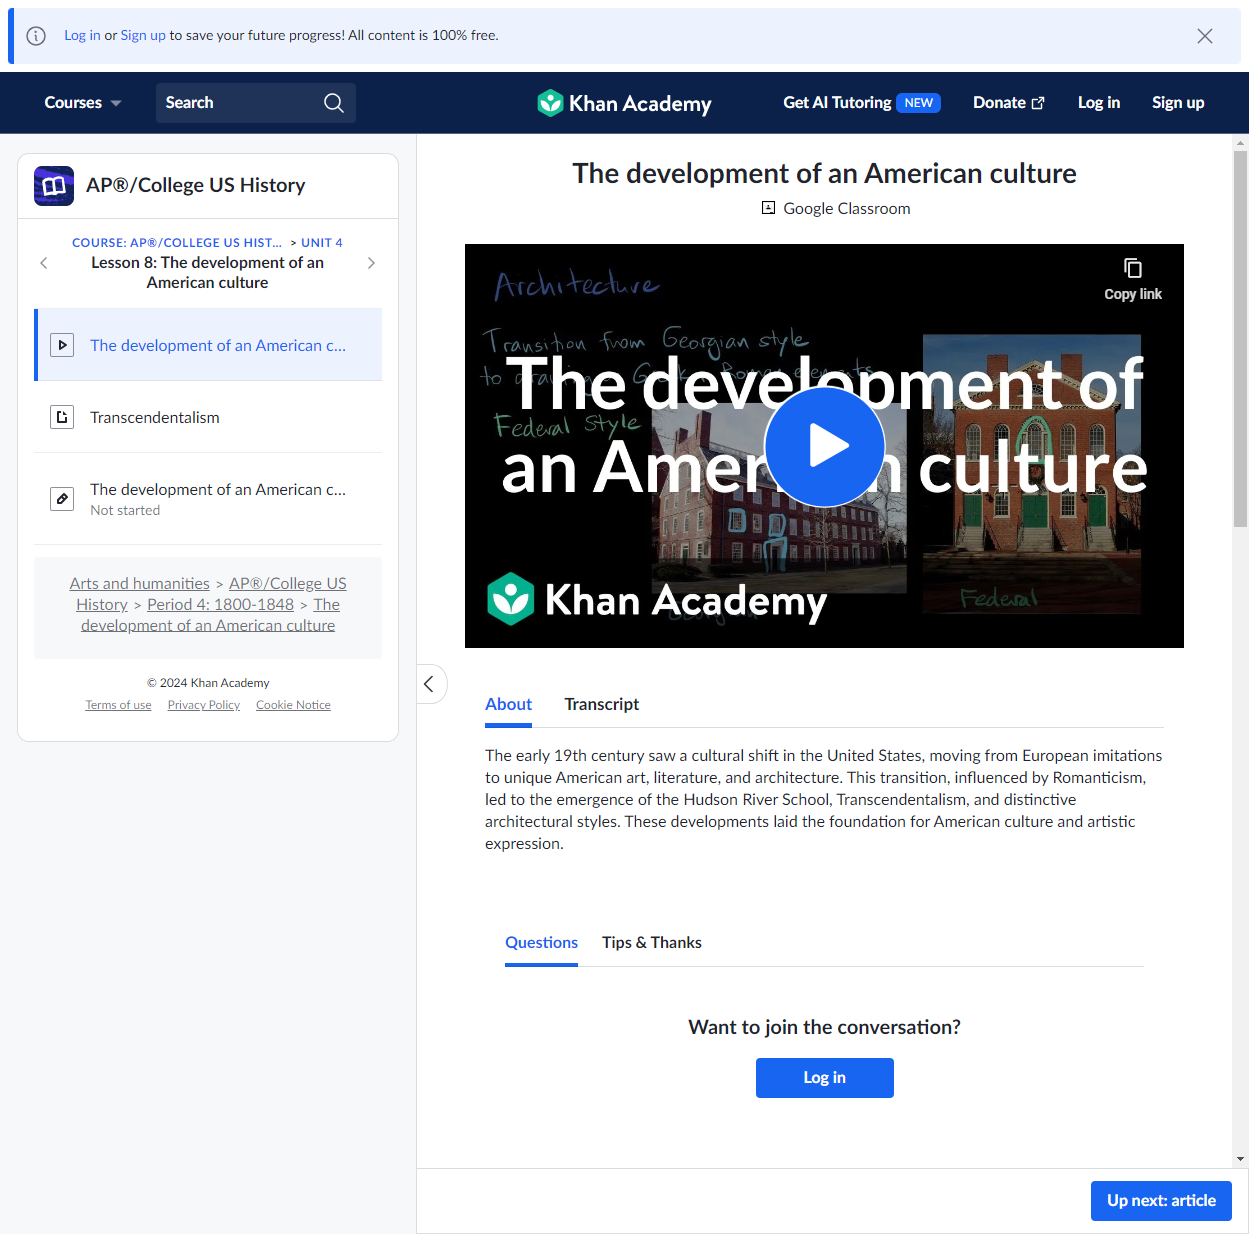 Log in or Sign up to save your future progress! All content is 100% free.
Courses
Search
Khan Academy
Get AI Tutoring NEW
Donate
Log in
Sign up
AP®/College US History
COURSE: AP®/COLLEGE US HIST... > UNIT 4
Lesson 8: The development of an
American culture
The development of an American c...
Transcendentalism
The development of an American c...
Not started
Arts and humanities > AP®/College US
History > Period 4: 1800-1848 > The
development of an American culture
© 2024 Khan Academy
Terms of use Privacy Policy Cookie Notice
The development of an American culture
Google Classroom
Copy link
Architecture
Transition from Georgian style
Federal Style
The development of
an American culture
Federal
Khan Academy
About
Transcript
The early 19th century saw a cultural shift in the United States, moving from European imitations
to unique American art, literature, and architecture. This transition, influenced by Romanticism,
led to the emergence of the Hudson River School, Transcendentalism, and distinctive
architectural styles. These developments laid the foundation for American culture and artistic
expression.
Questions
Tips & Thanks
Want to join the conversation?
Log in
Up next: article